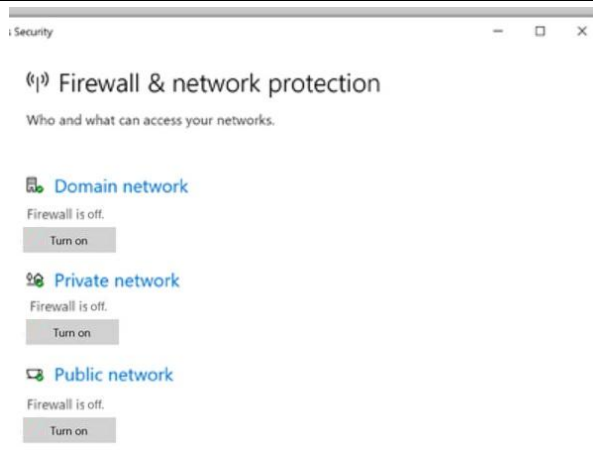 Security
Firewall & network protection
Who and what can access your networks.
Domain network
Firewall is off.
Turn on
Private network
Firewall is off.
Turn on
Public network
Firewall is off.
Turn on